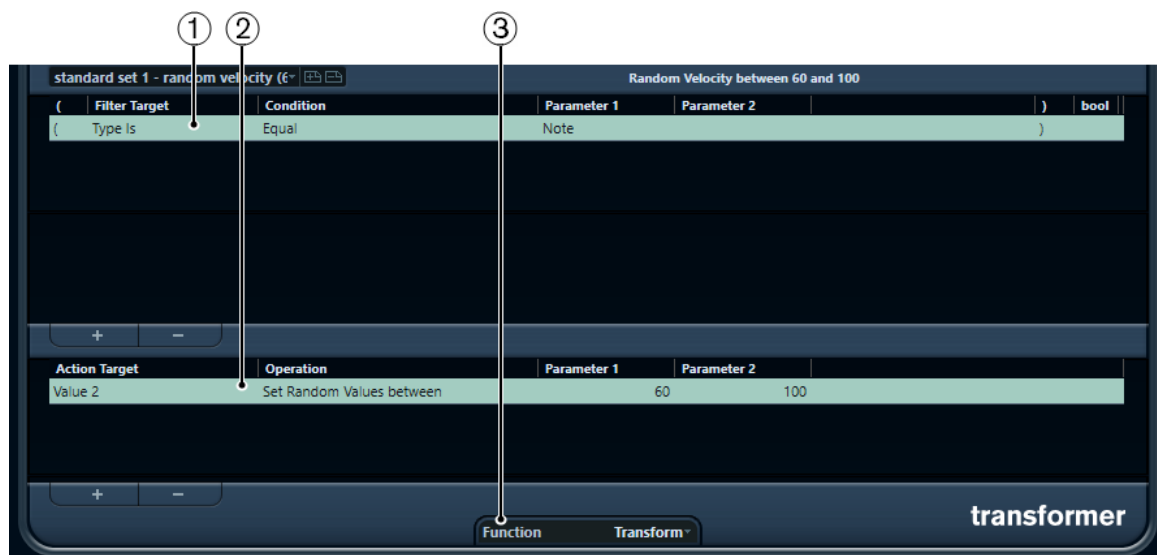 1 2 3
standard set 1 - random velocity (6 Random Velocity between 60 and 100
( Filter Target Condition Parameter 1 Parameter 2 ) bool
( Type Is Equal Note )
+ −
Action Target Operation Parameter 1 Parameter 2
Value 2 Set Random Values between 60 100
+ −
transformer
Function Transform